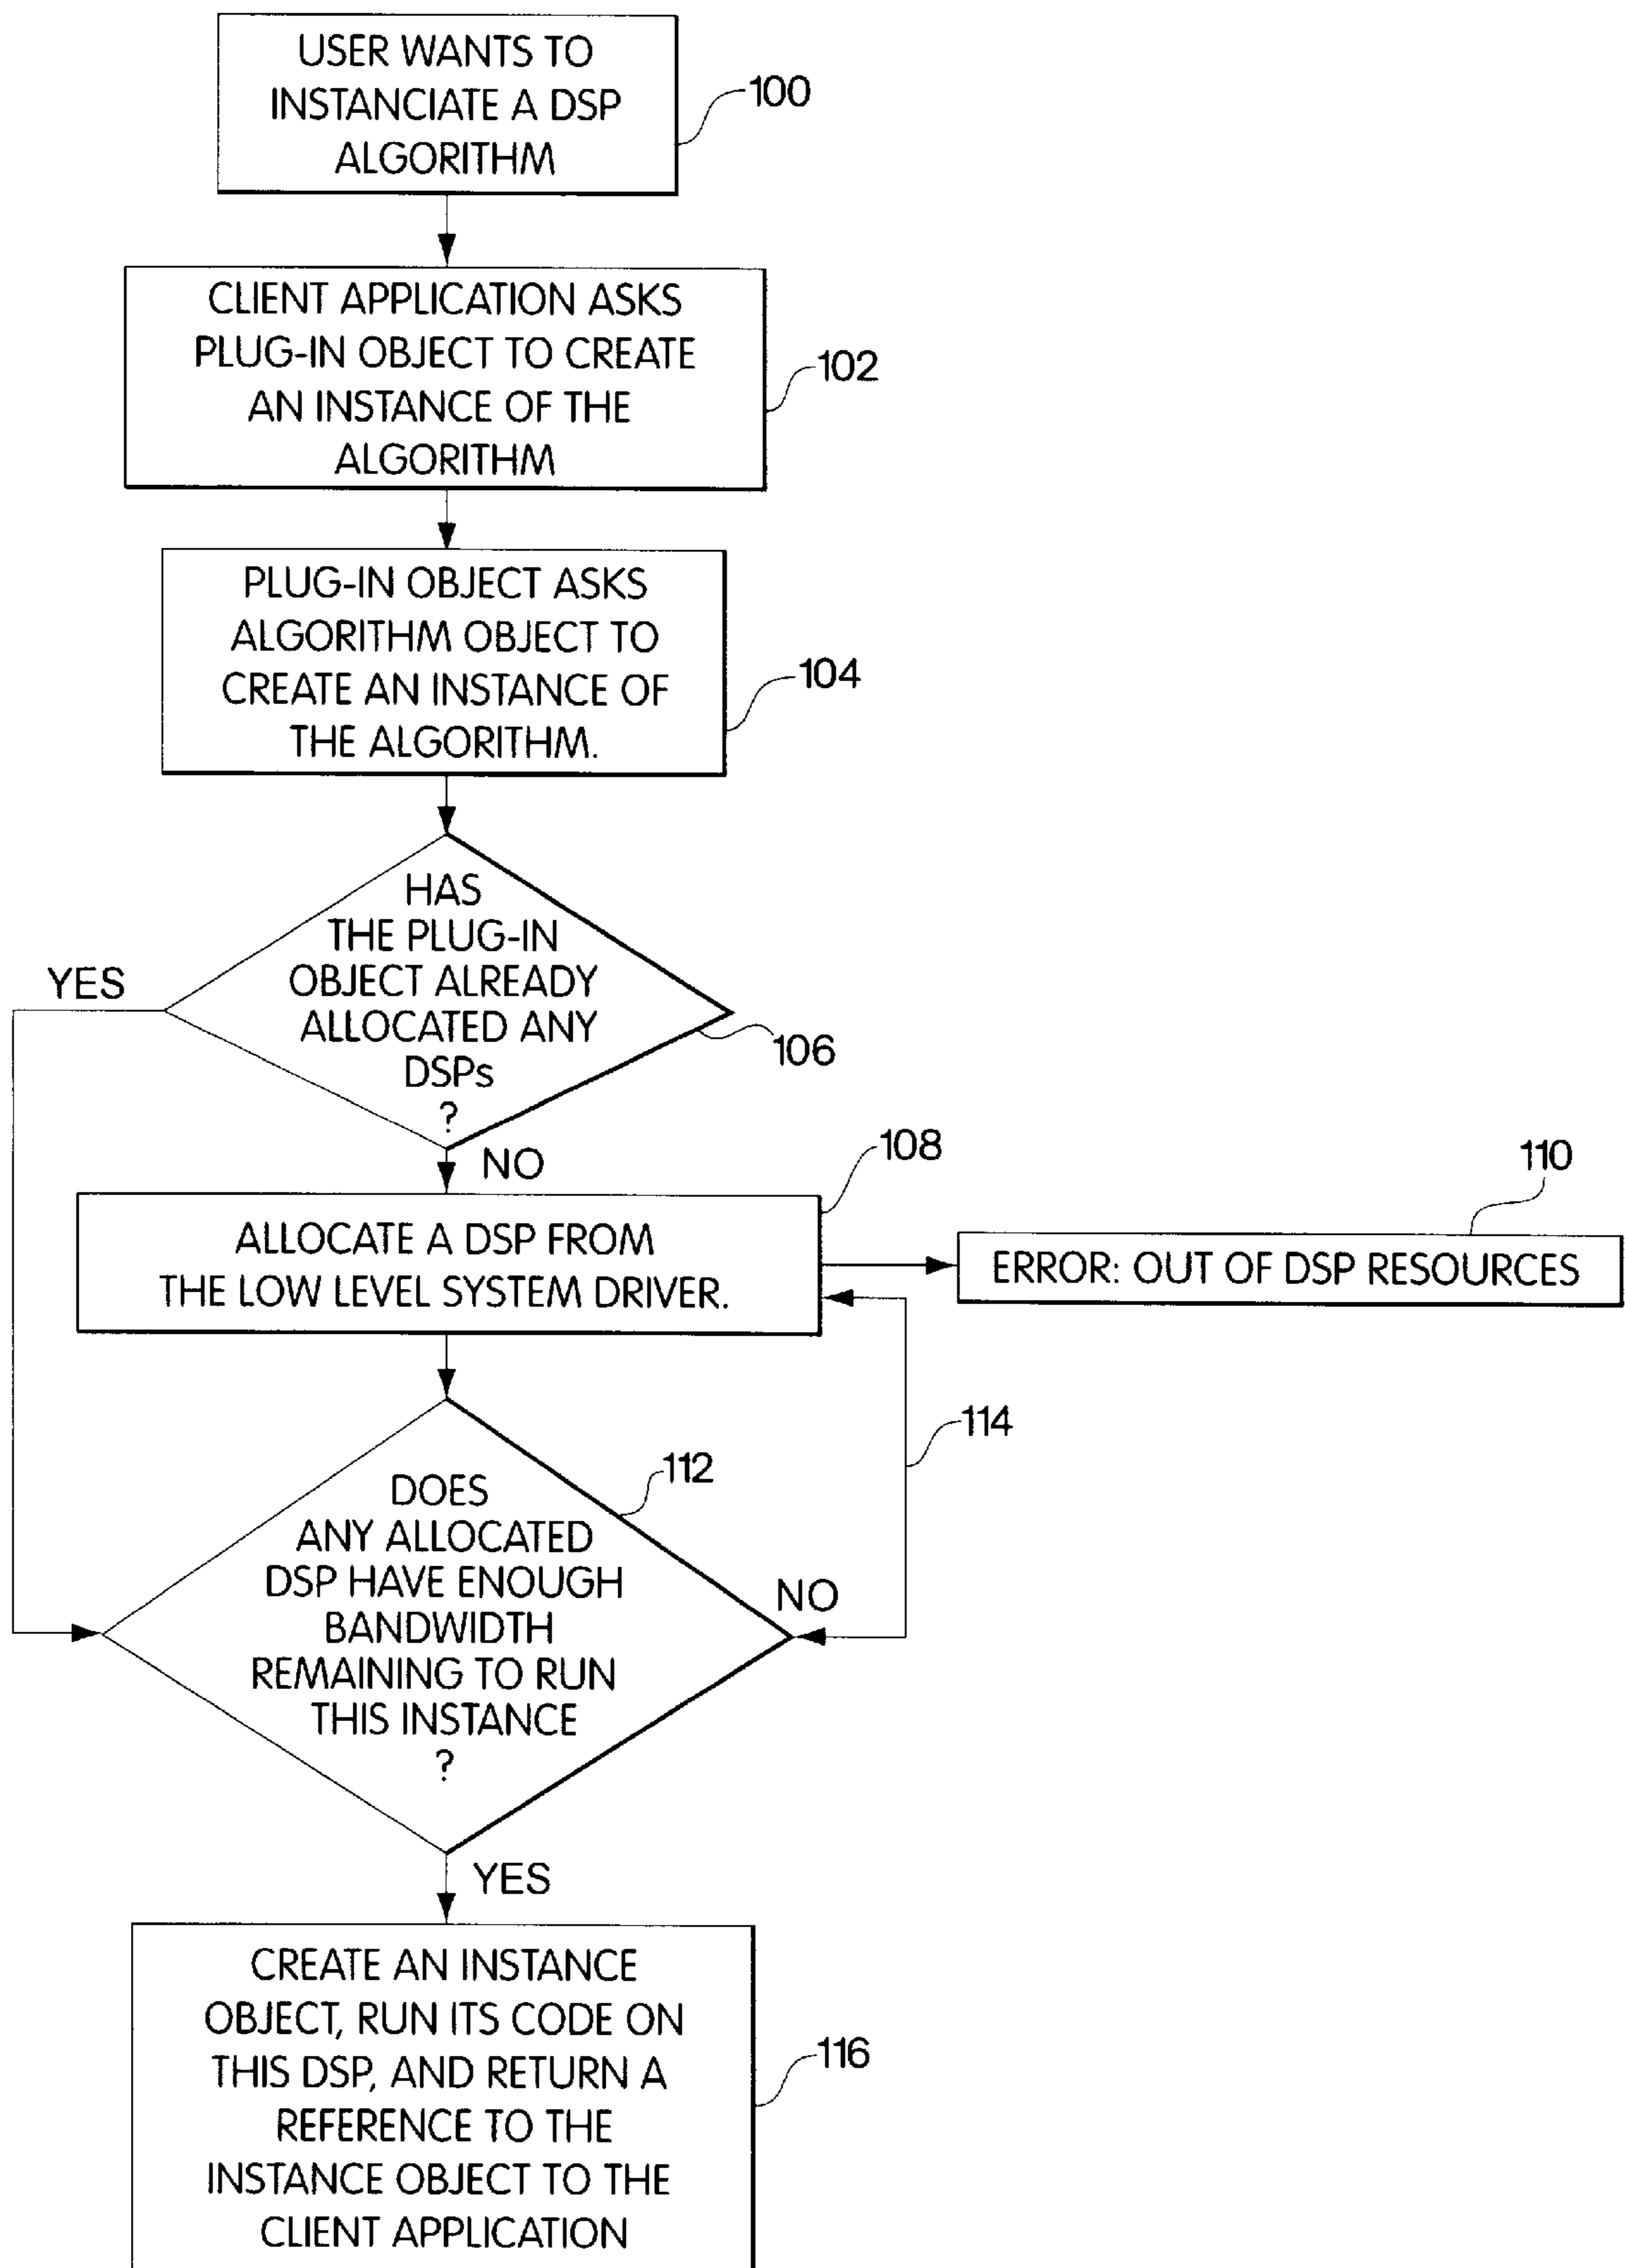 USER WANTS TO
INSTANCIATE A DSP
ALGORITHM
100
CLIENT APPLICATION ASKS
PLUG-IN OBJECT TO CREATE
AN INSTANCE OF THE
ALGORITHM
102
PLUG-IN OBJECT ASKS
ALGORITHM OBJECT TO
CREATE AN INSTANCE OF
THE ALGORITHM.
104
HAS
THE PLUG-IN
OBJECT ALREADY
ALLOCATED ANY
DSPs
?
YES
106
NO
108
110
ALLOCATE A DSP FROM
THE LOW LEVEL SYSTEM DRIVER.
ERROR: OUT OF DSP RESOURCES
114
112
DOES
ANY ALLOCATED
DSP HAVE ENOUGH
BANDWIDTH
REMAINING TO RUN
THIS INSTANCE
?
NO
YES
CREATE AN INSTANCE
OBJECT, RUN ITS CODE ON
THIS DSP, AND RETURN A
REFERENCE TO THE
INSTANCE OBJECT TO THE
CLIENT APPLICATION
116